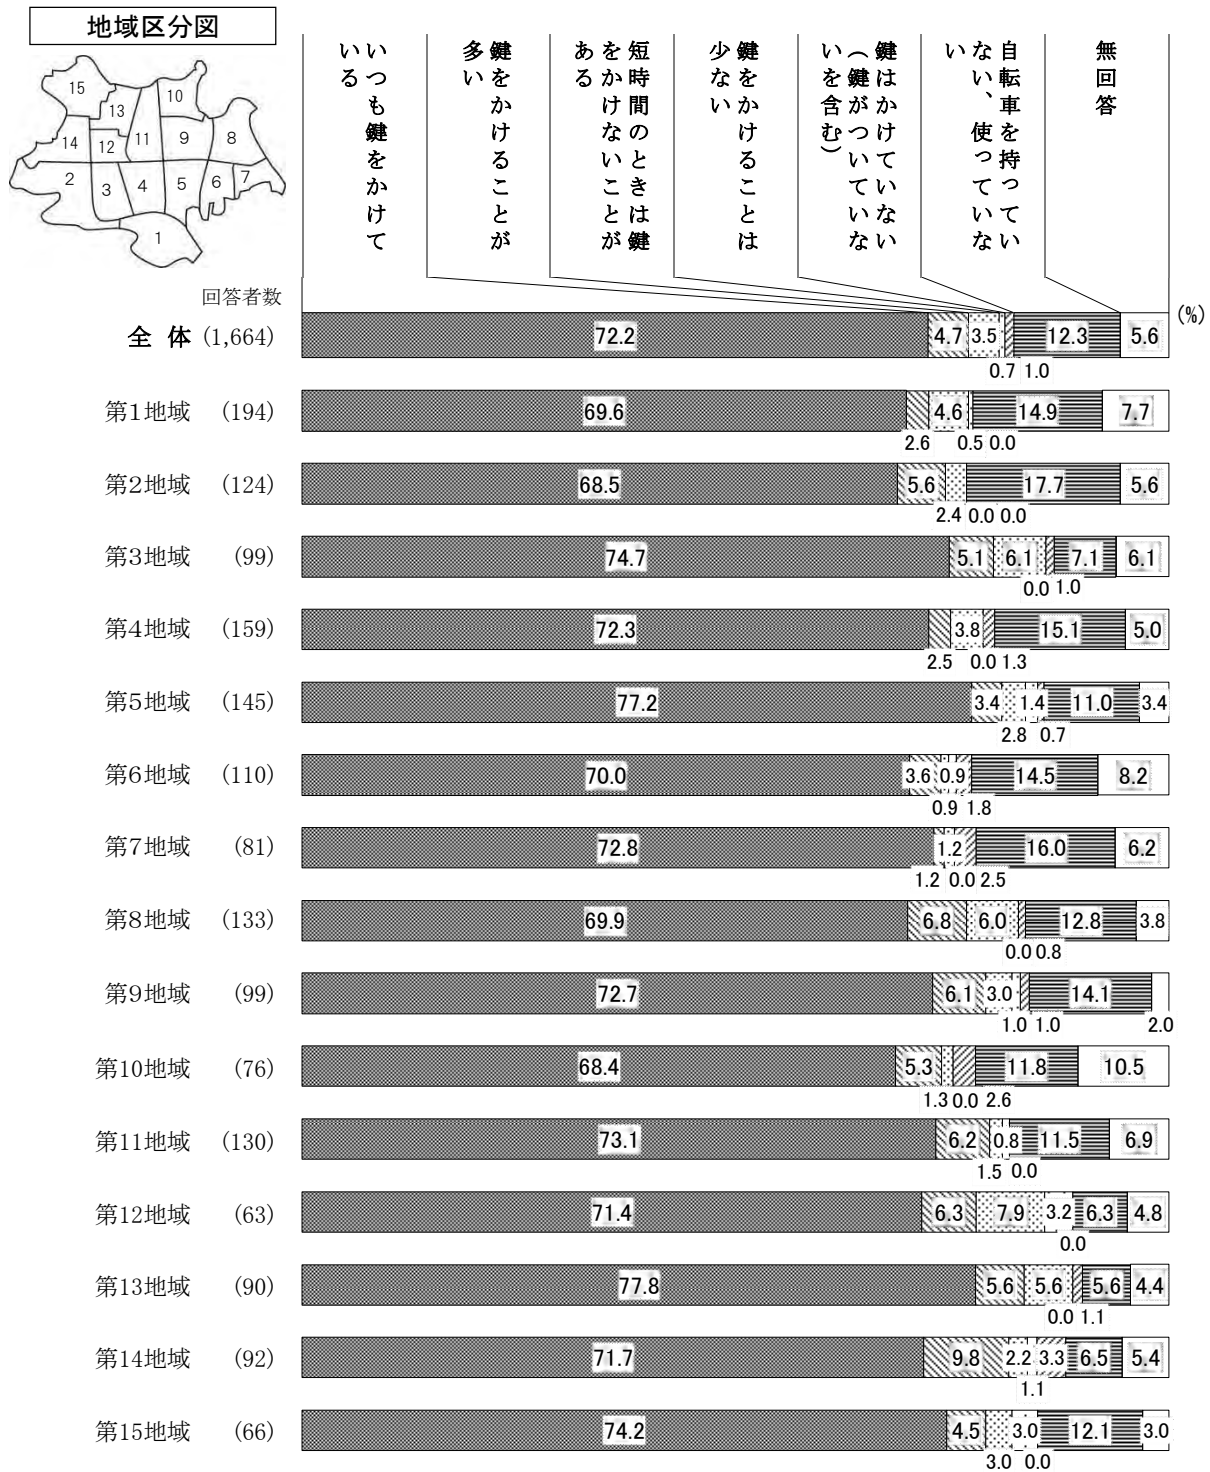 地域区分図
15
10
13
14
12
11
9
8
2
3
4
5
6
7
1
いつも鍵をかけて
いる
鍵をかけることが
多い
短時間のときは鍵
をかけないことが
ある
鍵をかけることは
少ない
鍵はかけていない
(鍵がついていな
いを含む)
自転車を持ってい
ない、使っていな
い
無回答
回答者数
(%)
全 体 (1,664) 72.2 4.7 3.5 12.3 5.6
0.7 1.0
第1地域 (194) 69.6 4.6 14.9 7.7
2.6 0.5 0.0
第2地域 (124) 68.5 5.6 17.7 5.6
2.4 0.0 0.0
第3地域 (99) 74.7 5.1 6.1 7.1 6.1
0.0 1.0
第4地域 (159) 72.3 3.8 15.1 5.0
2.5 0.0 1.3
第5地域 (145) 77.2 3.4 1.4 11.0 3.4
2.8 0.7
第6地域 (110) 70.0 3.6 0.9 14.5 8.2
0.9 1.8
第7地域 (81) 72.8 1.2 16.0 6.2
1.2 0.0 2.5
第8地域 (133) 69.9 6.8 6.0 12.8 3.8
0.0 0.8
第9地域 (99) 72.7 6.1 3.0 14.1
1.0 1.0 2.0
第10地域 (76) 68.4 5.3 11.8 10.5
1.3 0.0 2.6
第11地域 (130) 73.1 6.2 0.8 11.5 6.9
1.5 0.0
第12地域 (63) 71.4 6.3 7.9 3.2 6.3 4.8
0.0
第13地域 (90) 77.8 5.6 5.6 5.6 4.4
0.0 1.1
第14地域 (92) 71.7 9.8 2.2 3.3 6.5 5.4
1.1
第15地域 (66) 74.2 4.5 3.0 12.1 3.0
3.0 0.0